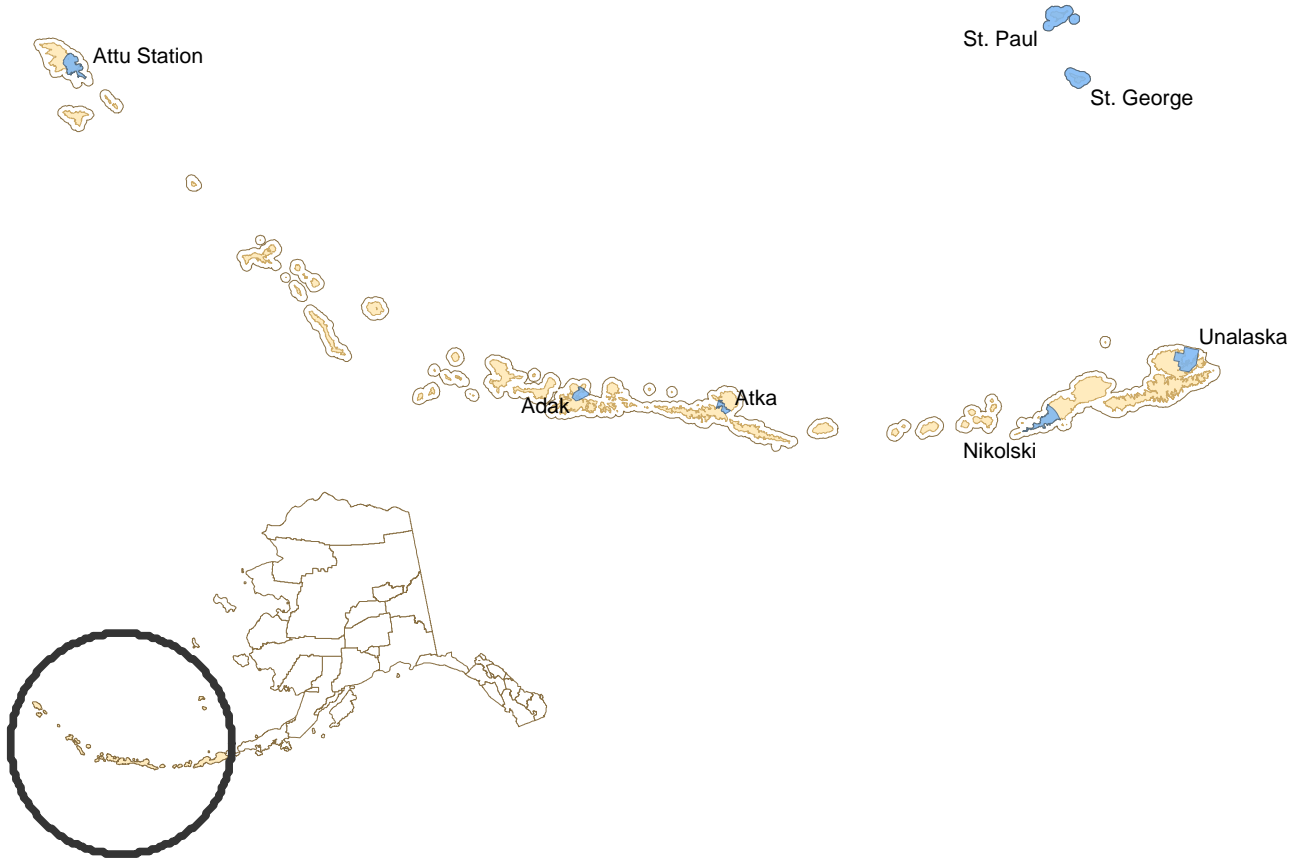 St. Paul
Attu Station
St. George
Unalaska
Atka
Adak
Nikolski